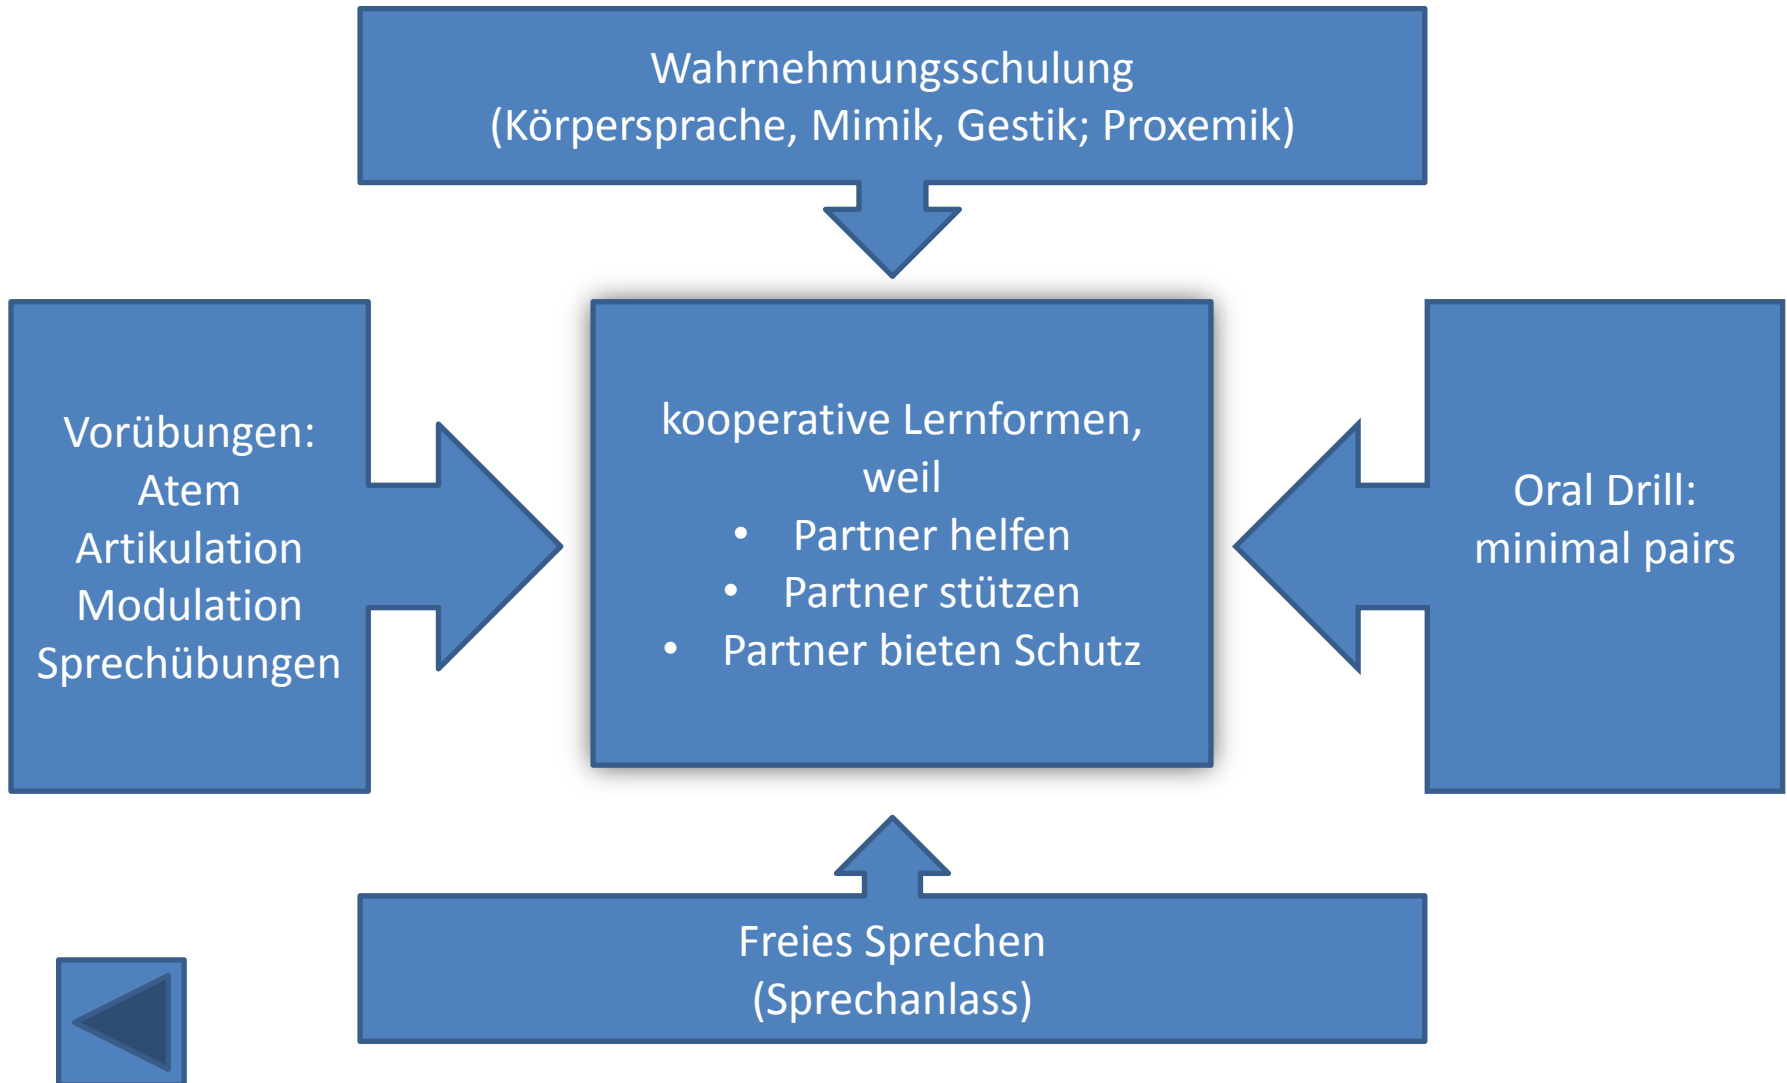 Wahrnehmungsschulung
(Körpersprache, Mimik, Gestik; Proxemik)
Vorübungen:
Atem
Artikulation
Modulation
Sprechübungen
kooperative Lernformen,
weil
• Partner helfen
• Partner stützen
• Partner bieten Schutz
Oral Drill:
minimal pairs
Freies Sprechen
(Sprechanlass)